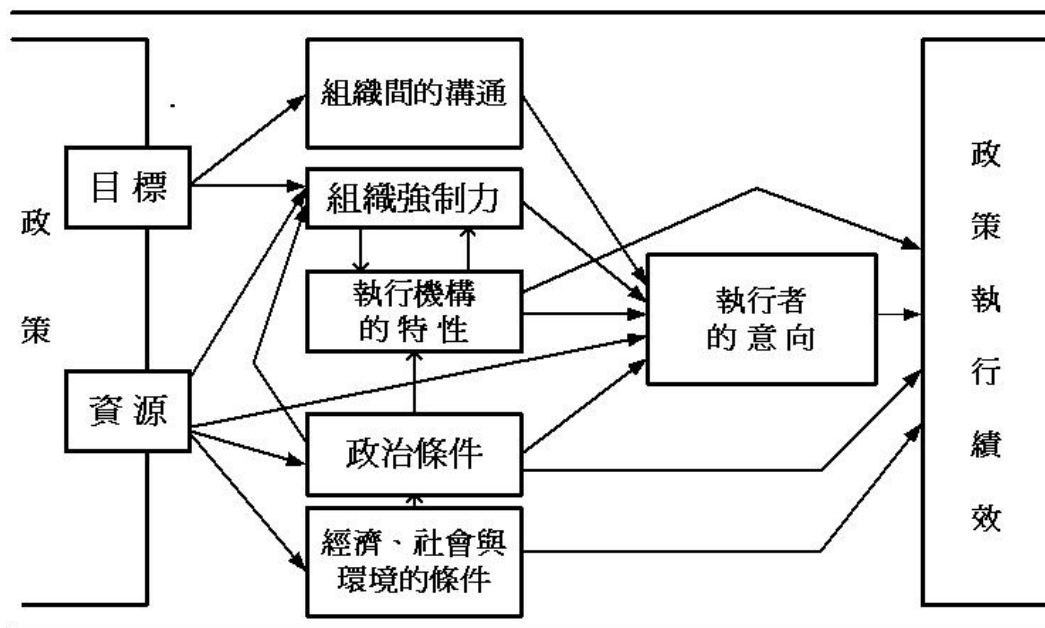 政策
目標
資源
組織間的溝通
組織強制力
執行機構
的特性
政治條件
經濟、社會與
環境的條件
執行者
的意向
政策執行績效